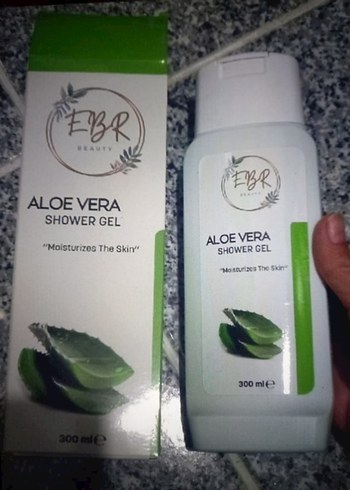 EBR
BEAUTY
ALOE VERA
SHOWER GEL
"Moisturizes The Skin"
300 ml ℮
EBR
BEAUTY
ALOE VERA
SHOWER GEL
"Moisturizes The Skin"
300 ml ℮